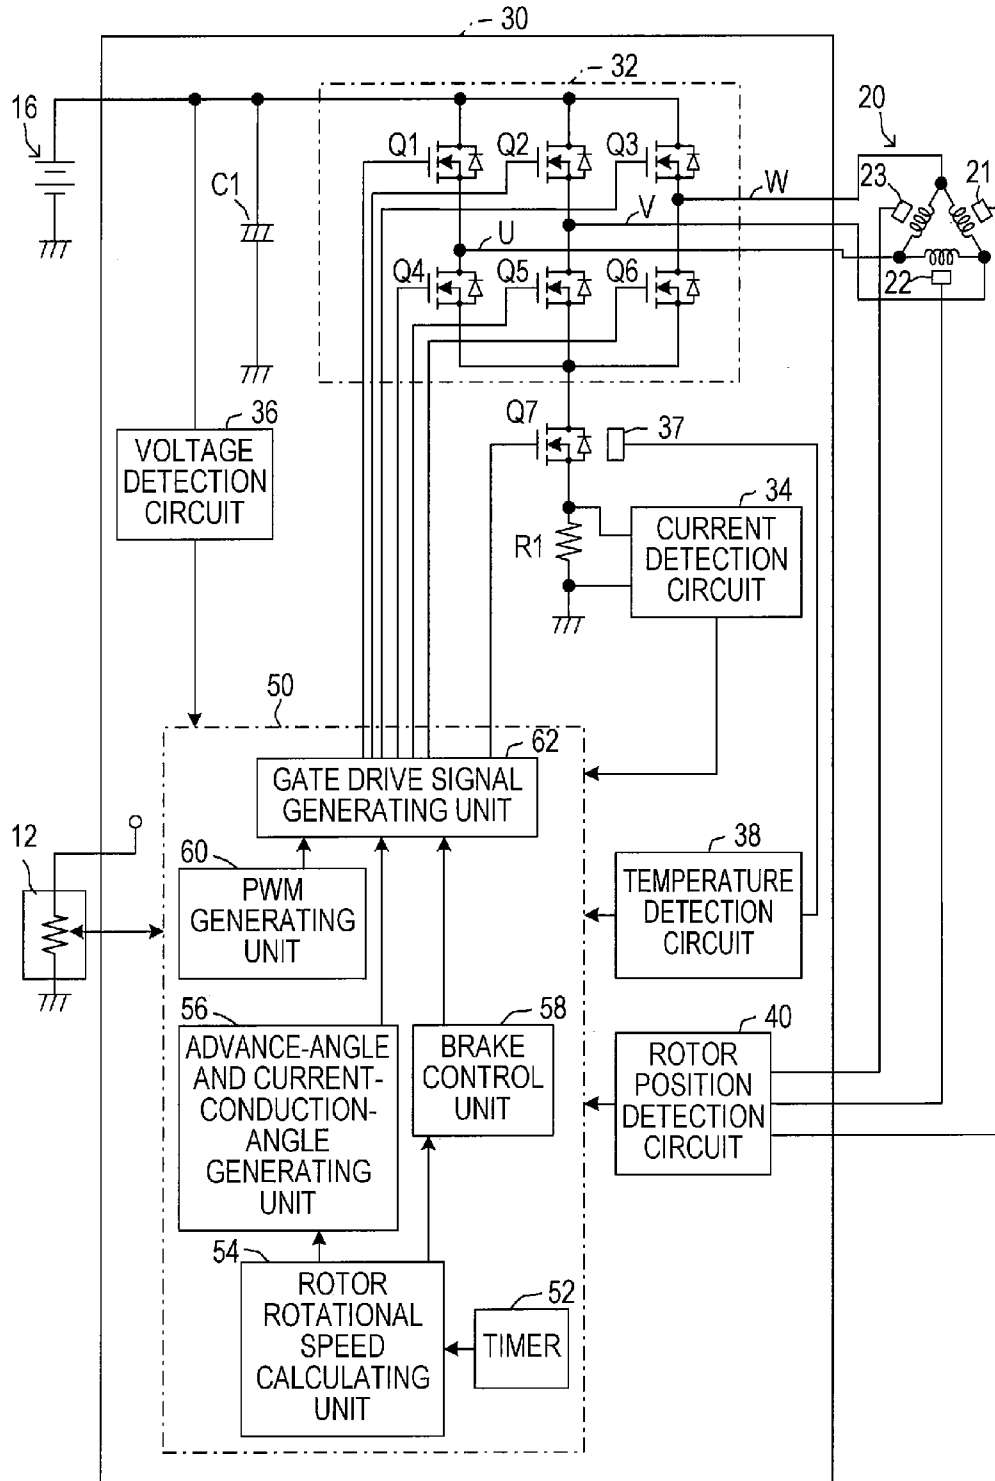 30
32
16
20
Q1
Q2
Q3
C1
W
23
21
V
U
Q4
Q5
Q6
22
36
Q7
37
VOLTAGE
DETECTION
CIRCUIT
34
R1
CURRENT
DETECTION
CIRCUIT
50
62
GATE DRIVE SIGNAL
GENERATING UNIT
12
60
38
PWM
GENERATING
UNIT
TEMPERATURE
DETECTION
CIRCUIT
56
58
40
ADVANCE-ANGLE
AND CURRENT-
CONDUCTION-
ANGLE
GENERATING
UNIT
BRAKE
CONTROL
UNIT
ROTOR
POSITION
DETECTION
CIRCUIT
54
52
ROTOR
ROTATIONAL
SPEED
CALCULATING
UNIT
TIMER